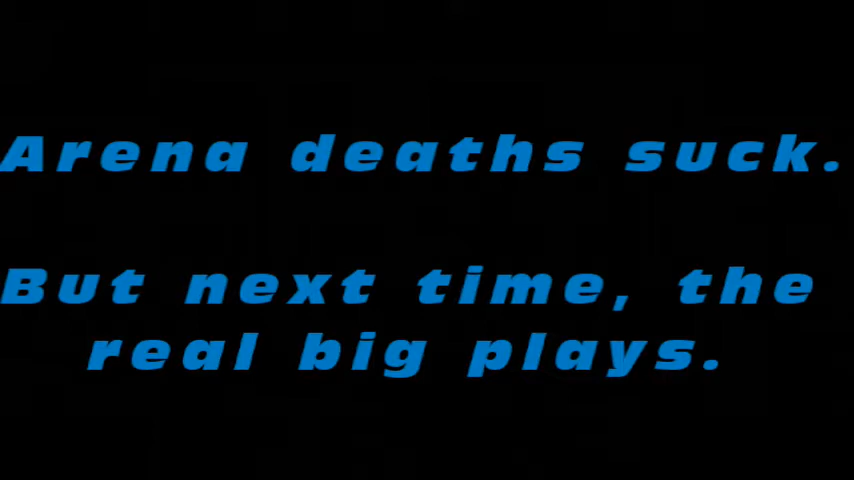 Arena deaths suck.
But next time, the
real big plays.